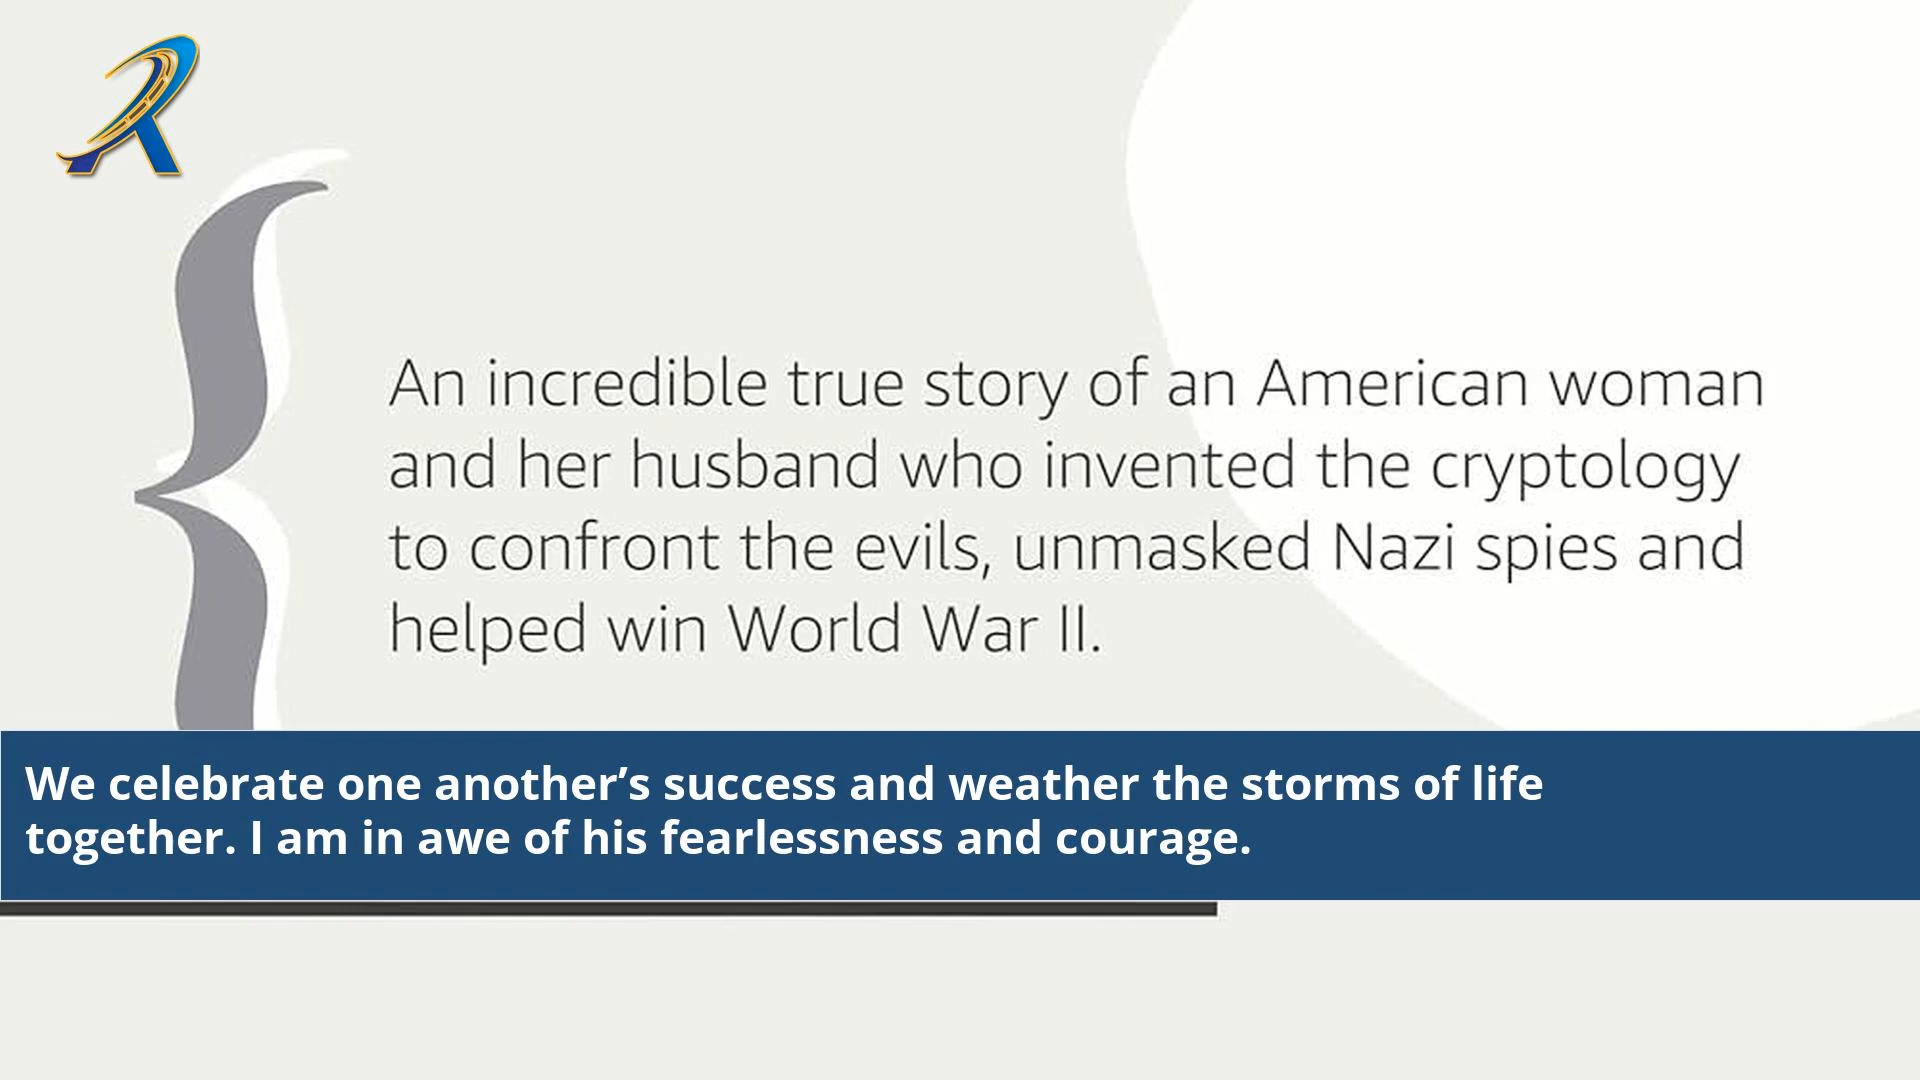 An incredible true story of an American woman
and her husband who invented the cryptology
to confront the evils, unmasked Nazi spies and
helped win World War II.
We celebrate one another’s success and weather the storms of life
together. I am in awe of his fearlessness and courage.